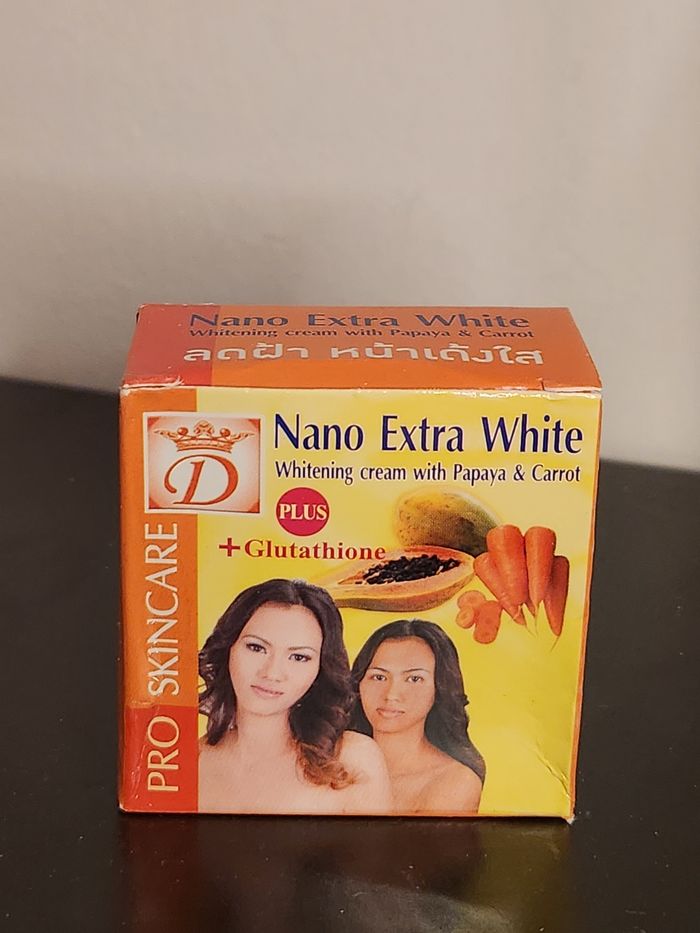 Nano Extra White
Whitening cream with Papaya & Carrot
ลดฝ้า หน้าเด้งใส
D
Nano Extra White
Whitening cream with Papaya & Carrot
PLUS
+Glutathione
PRO SKINCARE